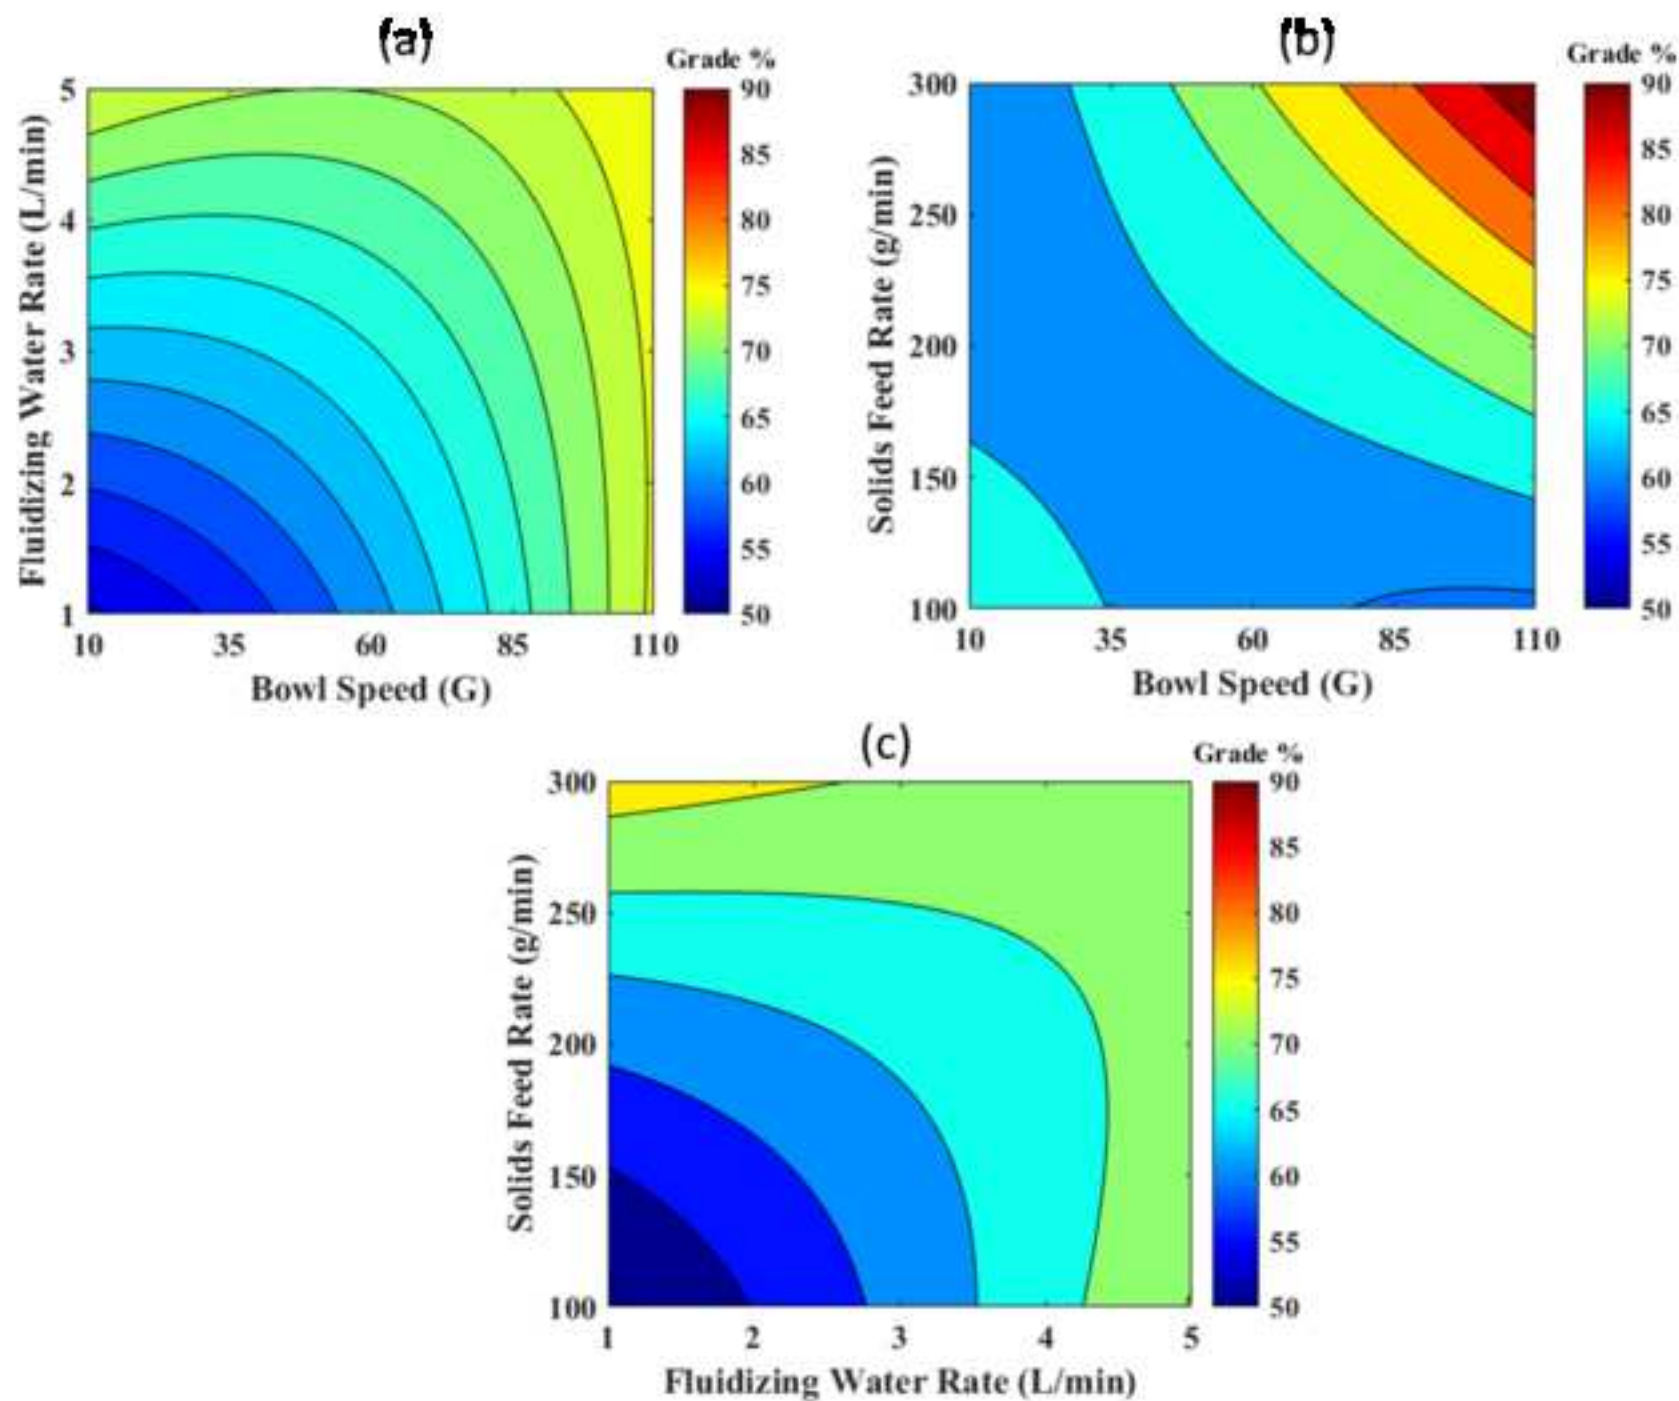 (a)
Grade %
Fluidizing Water Rate (L/min)
5
4
3
2
1
10 35 60 85 110
Bowl Speed (G)
90
85
80
75
70
65
60
55
50
(b)
Grade %
Solids Feed Rate (g/min)
300
250
200
150
100
10 35 60 85 110
Bowl Speed (G)
90
85
80
75
70
65
60
55
50
(c)
Grade %
Solids Feed Rate (g/min)
300
250
200
150
100
1 2 3 4 5
Fluidizing Water Rate (L/min)
90
85
80
75
70
65
60
55
50